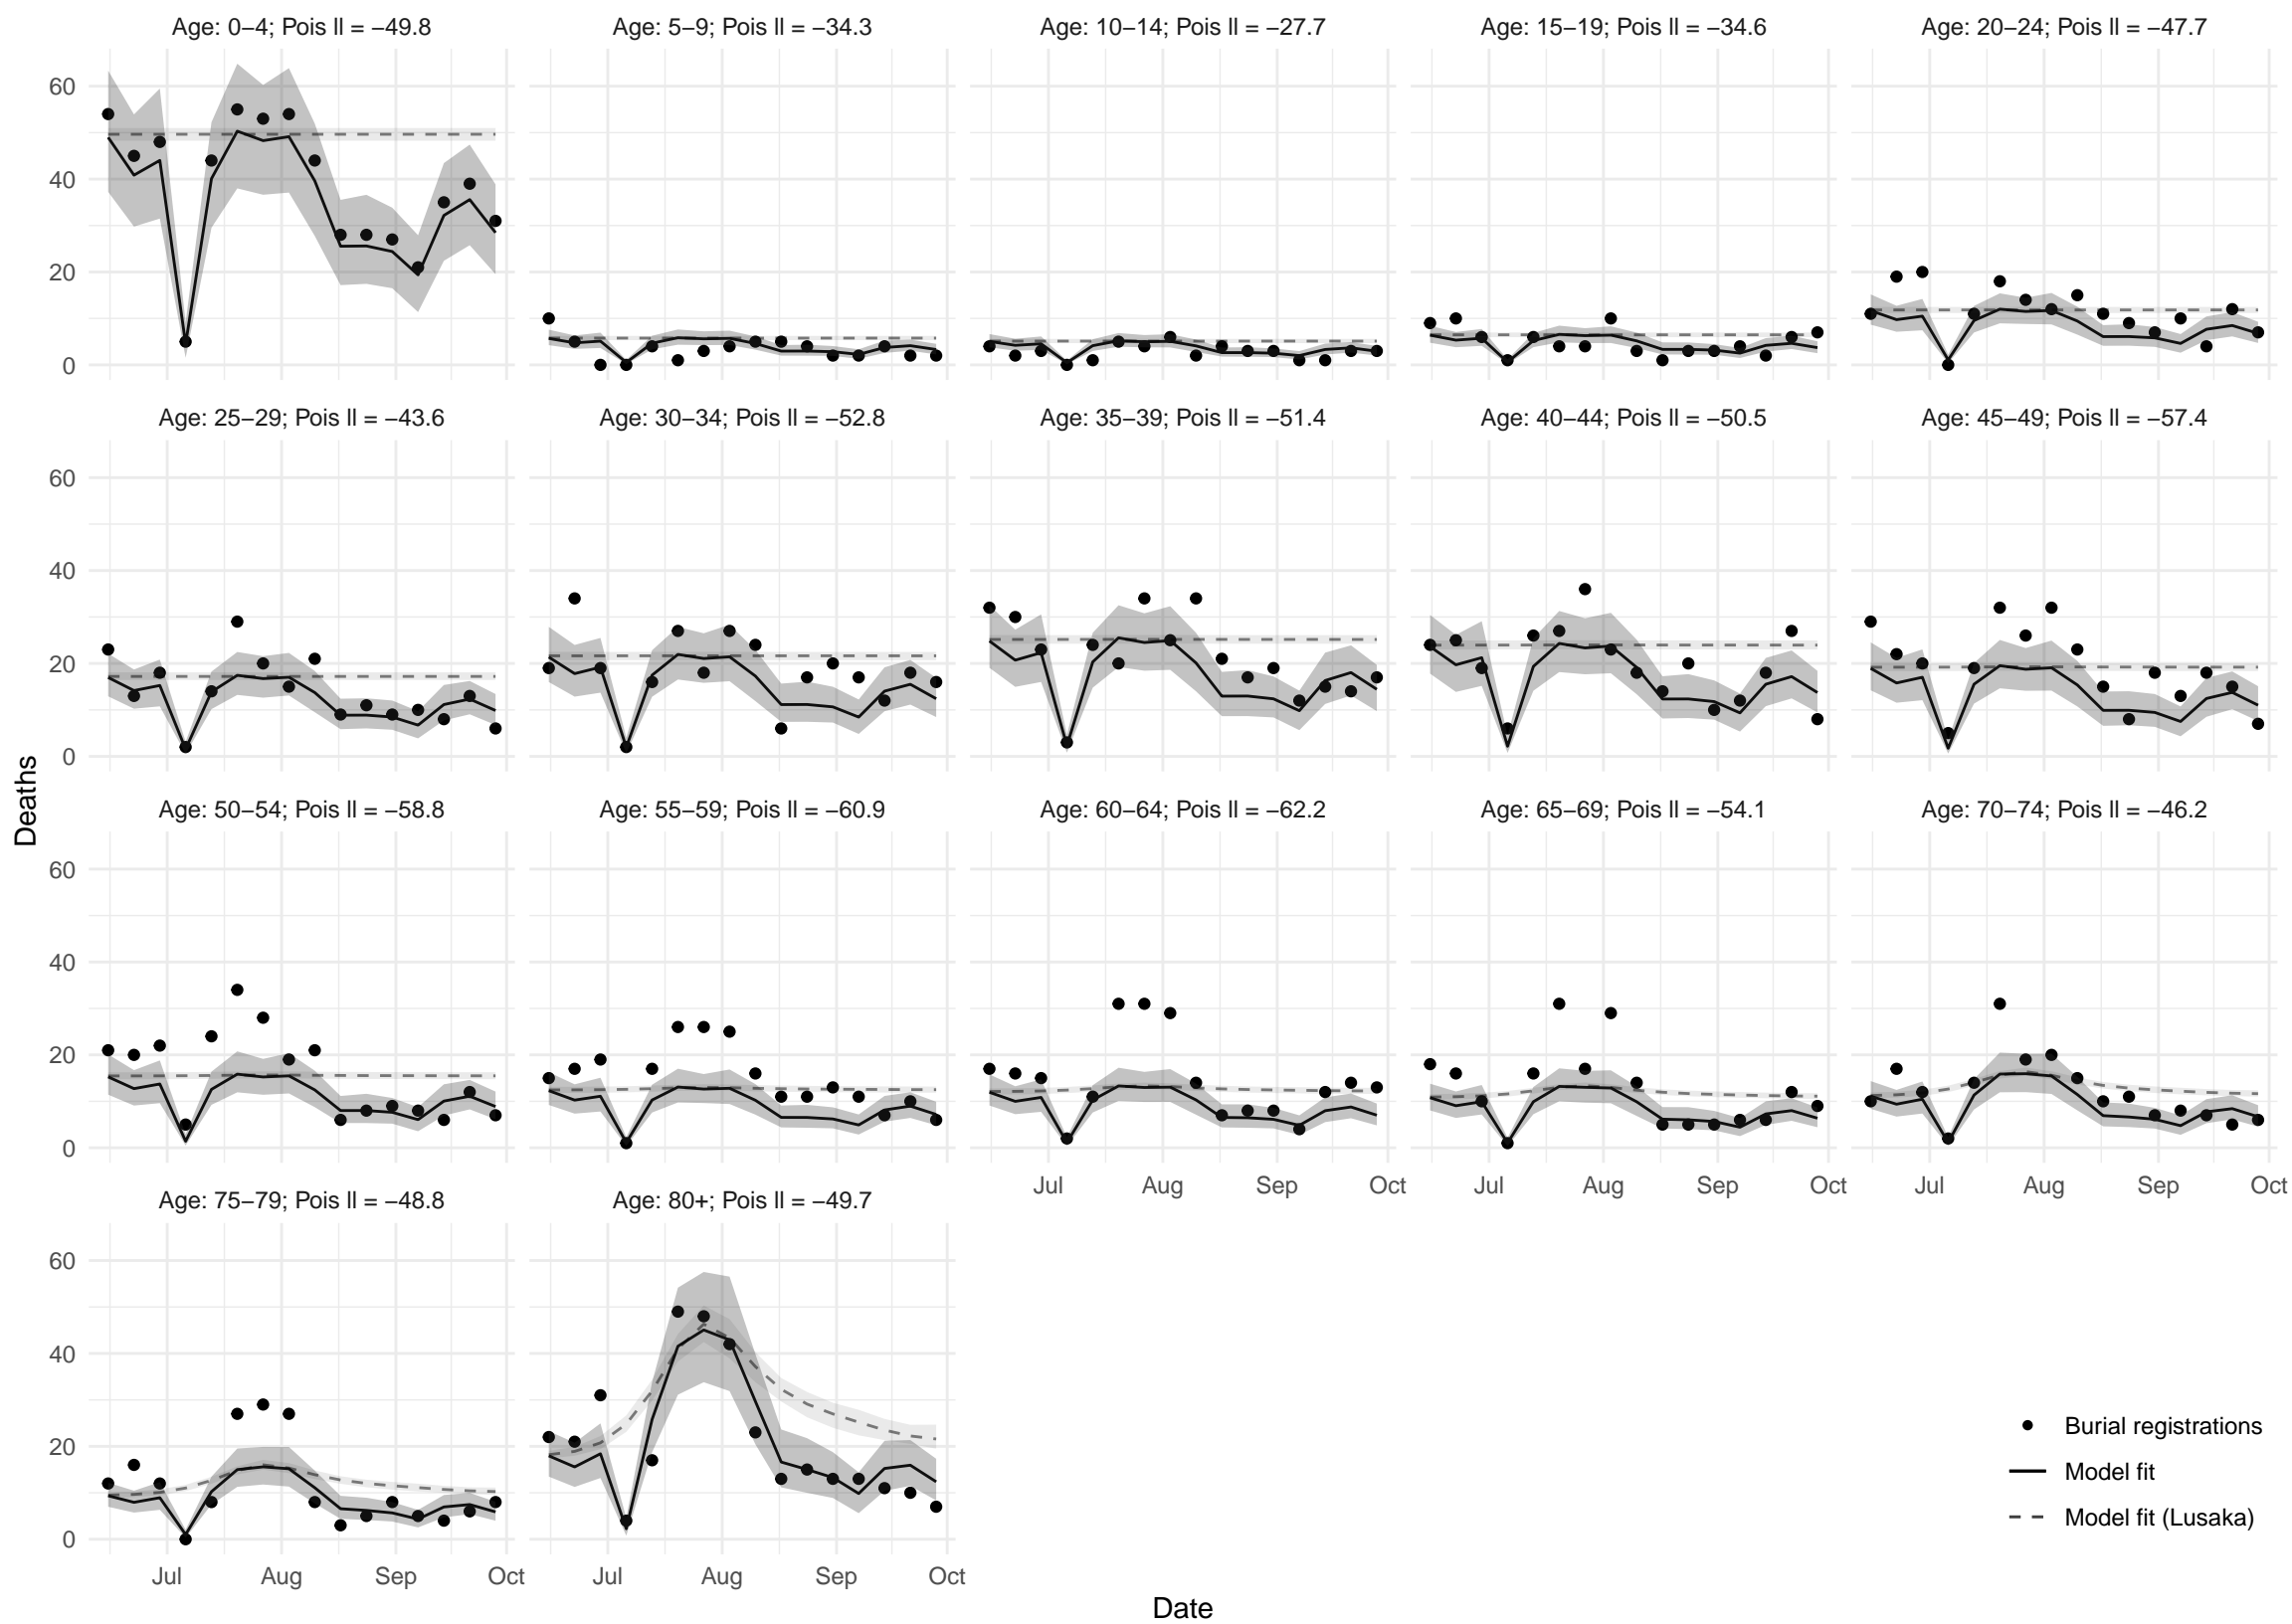 Age: 0−4; Pois ll = −49.8
Age: 5−9; Pois ll = −34.3
Age: 10−14; Pois ll = −27.7
Age: 15−19; Pois ll = −34.6
Age: 20−24; Pois ll = −47.7
60
40
20
0
Age: 25−29; Pois ll = −43.6
Age: 30−34; Pois ll = −52.8
Age: 35−39; Pois ll = −51.4
Age: 40−44; Pois ll = −50.5
Age: 45−49; Pois ll = −57.4
60
40
20
0
Deaths
Age: 50−54; Pois ll = −58.8
Age: 55−59; Pois ll = −60.9
Age: 60−64; Pois ll = −62.2
Age: 65−69; Pois ll = −54.1
Age: 70−74; Pois ll = −46.2
60
40
20
0
Jul Aug Sep Oct
Jul Aug Sep Oct
Jul Aug Sep Oct
Age: 75−79; Pois ll = −48.8
Age: 80+; Pois ll = −49.7
60
40
20
0
Jul Aug Sep Oct
Jul Aug Sep Oct
Burial registrations
Model fit
Model fit (Lusaka)
Date